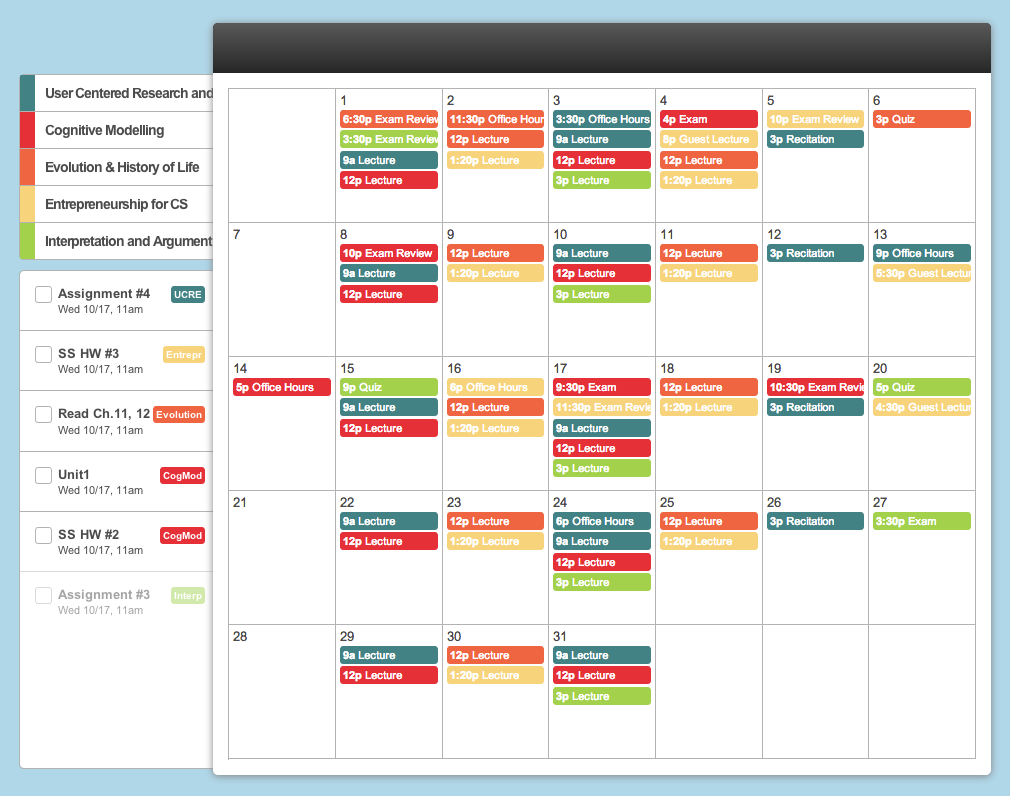 User Centered Research and
Cognitive Modelling
Evolution & History of Life
Entrepreneurship for CS
Interpretation and Argument
Assignment #4
UCRE
Wed 10/17, 11am
SS HW #3
Entrepr
Wed 10/17, 11am
Read Ch.11, 12
Evolution
Wed 10/17, 11am
Unit1
CogMod
Wed 10/17, 11am
SS HW #2
CogMod
Wed 10/17, 11am
Assignment #3
Interp
Wed 10/17, 11am
1
6:30p Exam Review
3:30p Exam Review
9a Lecture
12p Lecture
2
11:30p Office Hour
12p Lecture
1:20p Lecture
3
3:30p Office Hours
9a Lecture
12p Lecture
3p Lecture
4
4p Exam
8p Guest Lecture
12p Lecture
1:20p Lecture
5
10p Exam Review
3p Recitation
6
3p Quiz
7
8
10p Exam Review
9a Lecture
12p Lecture
9
12p Lecture
1:20p Lecture
10
9a Lecture
12p Lecture
3p Lecture
11
12p Lecture
1:20p Lecture
12
3p Recitation
13
9p Office Hours
5:30p Guest Lectur
14
5p Office Hours
15
9p Quiz
9a Lecture
12p Lecture
16
6p Office Hours
12p Lecture
1:20p Lecture
17
9:30p Exam
11:30p Exam Revie
9a Lecture
12p Lecture
3p Lecture
18
12p Lecture
1:20p Lecture
19
10:30p Exam Revie
3p Recitation
20
5p Quiz
4:30p Guest Lectur
21
22
9a Lecture
12p Lecture
23
12p Lecture
1:20p Lecture
24
6p Office Hours
9a Lecture
12p Lecture
3p Lecture
25
12p Lecture
1:20p Lecture
26
3p Recitation
27
3:30p Exam
28
29
9a Lecture
12p Lecture
30
12p Lecture
1:20p Lecture
31
9a Lecture
12p Lecture
3p Lecture